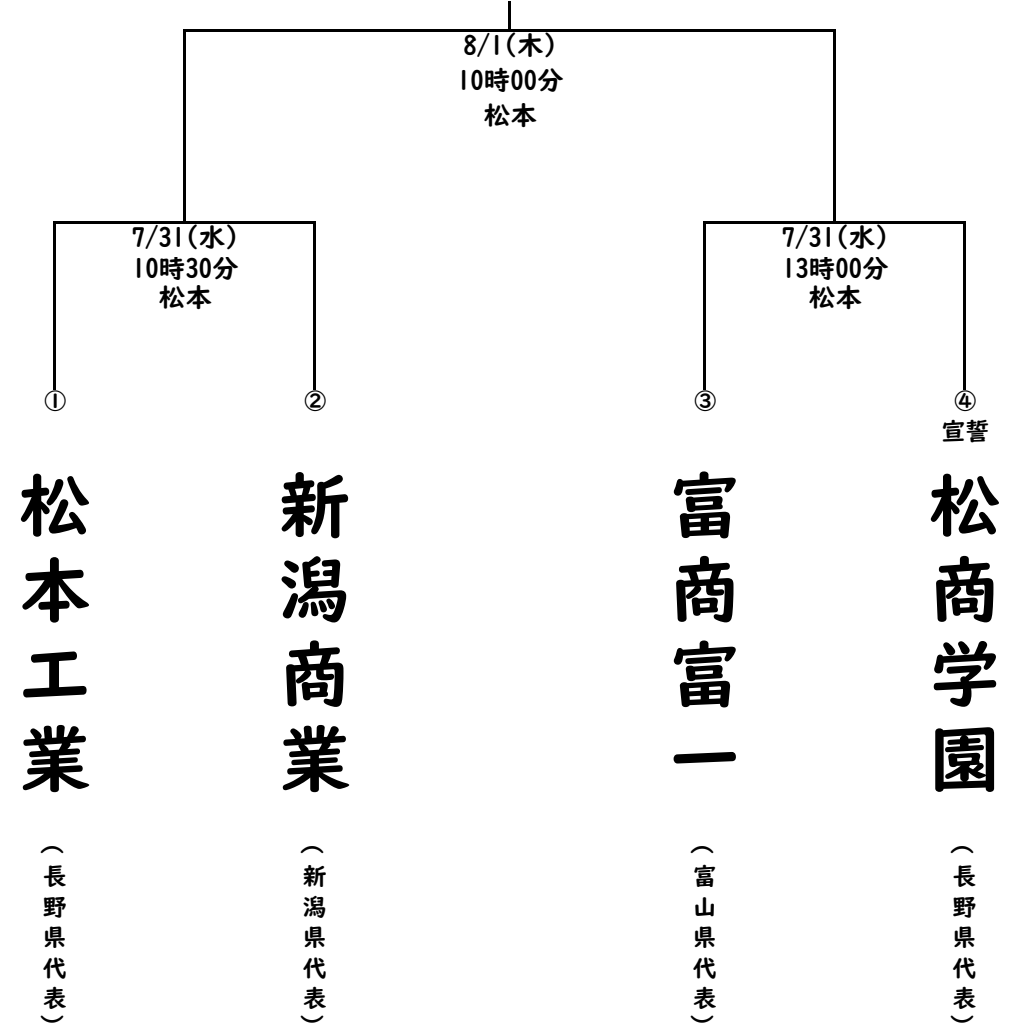 8/1(木)
10時00分
松本
7/31(水)
10時30分
松本
7/31(水)
13時00分
松本
①
②
③
④
宣誓
松本工業
新潟商業
富商富一
松商学園
(長野県代表)
(新潟県代表)
(富山県代表)
(長野県代表)